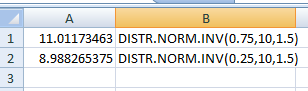 A B
1 11.01173463 DISTR.NORM.INV(0.75,10,1.5)
2 8.988265375 DISTR.NORM.INV(0.25,10,1.5)
3